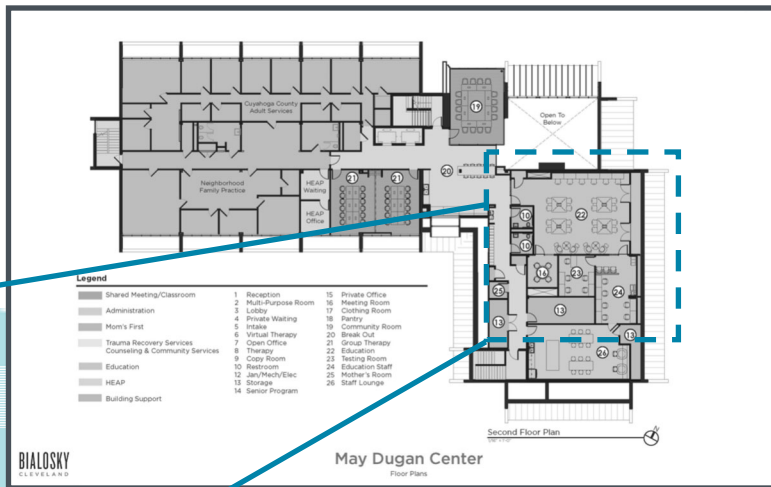 19
Cuyahoga County
Adult Services
Open To
Below
20
21
21
HEAP
Waiting
Neighborhood
Family Practice
HEAP
Office
10
22
10
16
23
24
25
13
13
13
26
Legend
Shared Meeting/Classroom
Administration
Mom's First
Trauma Recovery Services
Counseling & Community Services
Education
HEAP
Building Support
1 Reception
2 Multi-Purpose Room
3 Lobby
4 Private Waiting
5 Intake
6 Virtual Therapy
7 Open Office
8 Therapy
9 Copy Room
10 Restroom
12 Jan/Mech/Elec
13 Storage
14 Senior Program
15 Private Office
16 Meeting Room
17 Clothing Room
18 Pantry
19 Community Room
20 Break Out
21 Group Therapy
22 Education
23 Testing Room
24 Education Staff
25 Mother's Room
26 Staff Lounge
Second Floor Plan
N
BIALOSKY
CLEVELAND
May Dugan Center
Floor Plans